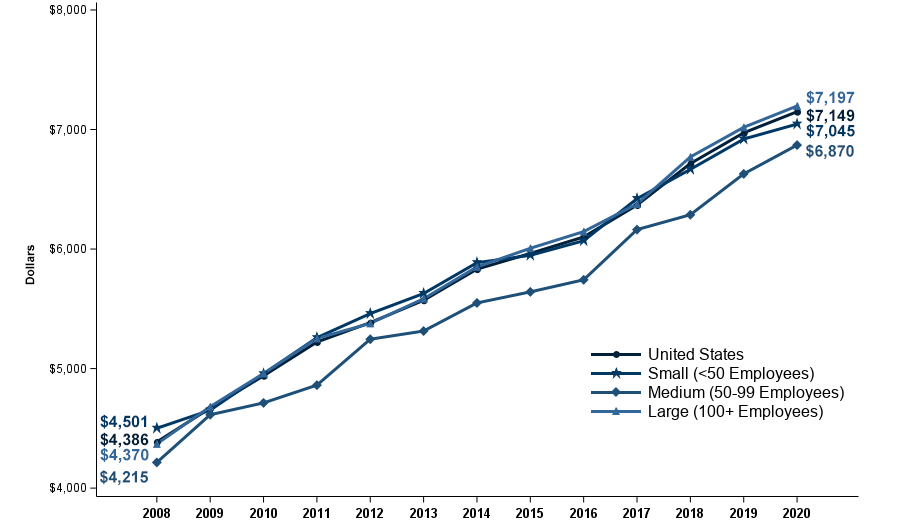 $8,000
$7,000
$6,000
$5,000
$4,000
Dollars
$7,197
$7,149
$7,045
$6,870
$4,501
$4,386
$4,370
$4,215
United States
Small (<50 Employees)
Medium (50-99 Employees)
Large (100+ Employees)
2008 2009 2010 2011 2012 2013 2014 2015 2016 2017 2018 2019 2020